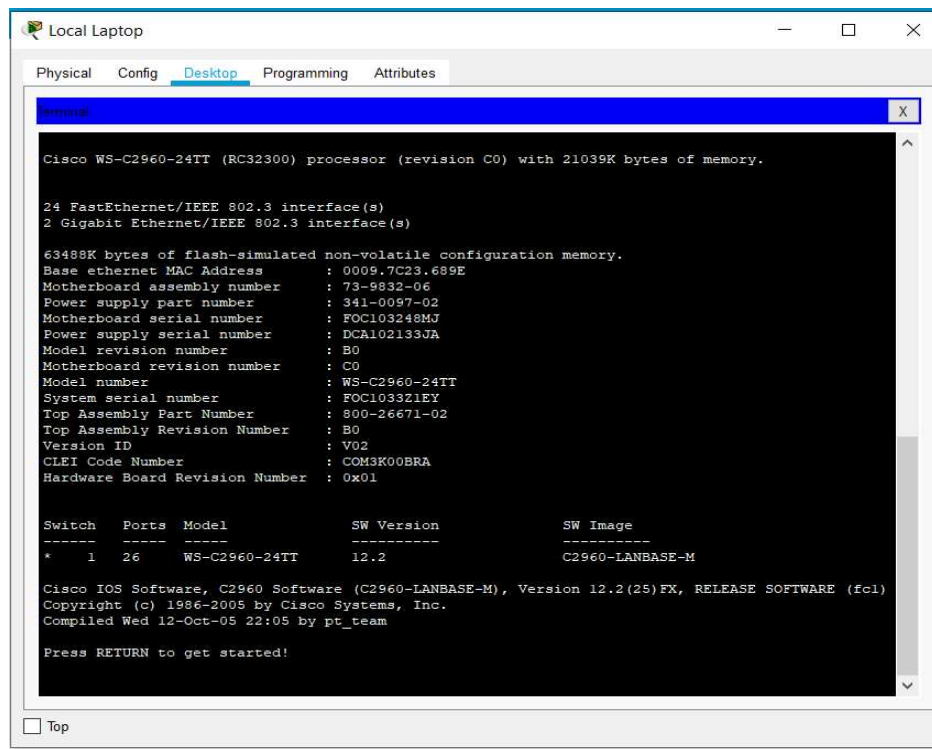 Local Laptop
Physical Config Desktop Programming Attributes
Terminal X
Cisco WS-C2960-24TT (RC32300) processor (revision C0) with 21039K bytes of memory.
24 FastEthernet/IEEE 802.3 interface(s)
2 Gigabit Ethernet/IEEE 802.3 interface(s)
63488K bytes of flash-simulated non-volatile configuration memory.
Base ethernet MAC Address : 0009.7C23.689E
Motherboard assembly number : 73-9832-06
Power supply part number : 341-0097-02
Motherboard serial number : FOC103248MJ
Power supply serial number : DCA102133JA
Model revision number : B0
Motherboard revision number : C0
Model number : WS-C2960-24TT
System serial number : FOC1033Z1EY
Top Assembly Part Number : 800-26671-02
Top Assembly Revision Number : B0
Version ID : V02
CLEI Code Number : COM3K00BRA
Hardware Board Revision Number : 0x01
Switch Ports Model SW Version SW Image
------ ----- ----- ---------- ----------
* 1 26 WS-C2960-24TT 12.2 C2960-LANBASE-M
Cisco IOS Software, C2960 Software (C2960-LANBASE-M), Version 12.2(25)FX, RELEASE SOFTWARE (fc1)
Copyright (c) 1986-2005 by Cisco Systems, Inc.
Compiled Wed 12-Oct-05 22:05 by pt_team
Press RETURN to get started!
Top